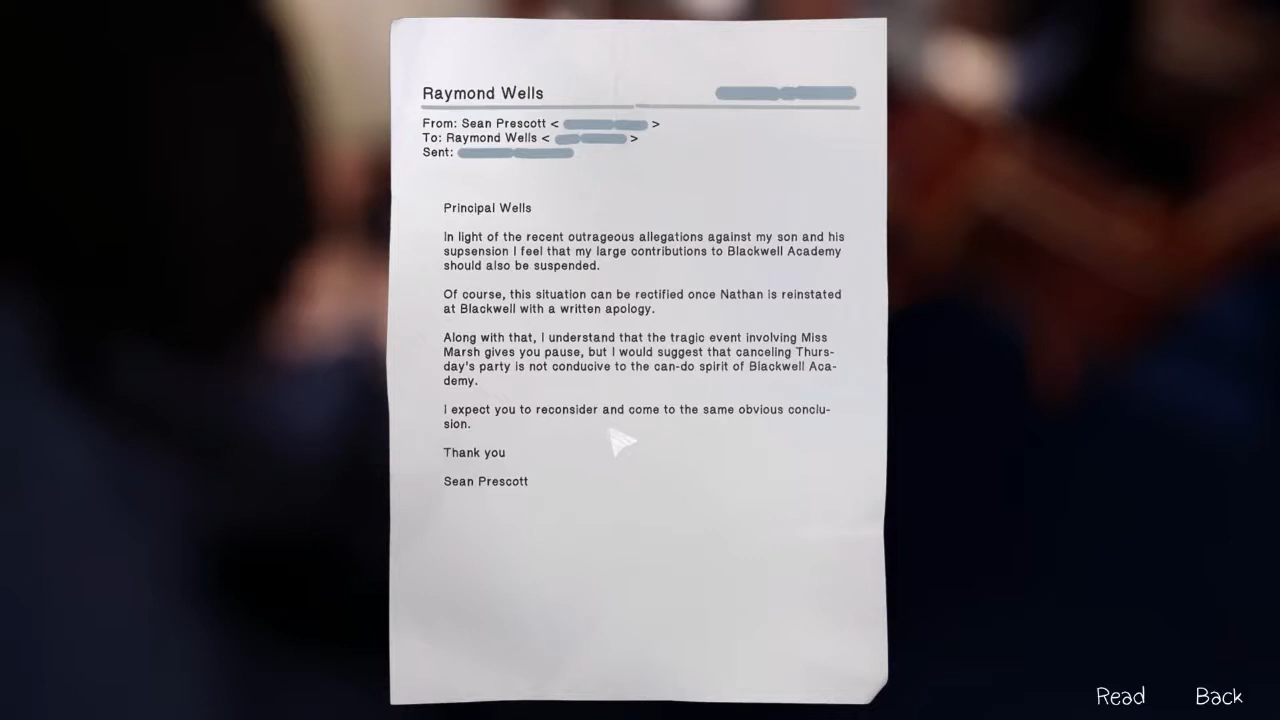 Raymond Wells
From: Sean Prescott < >
To: Raymond Wells < >
Sent:
Principal Wells
In light of the recent outrageous allegations against my son and his
supsension I feel that my large contributions to Blackwell Academy
should also be suspended.
Of course, this situation can be rectified once Nathan is reinstated
at Blackwell with a written apology.
Along with that, I understand that the tragic event involving Miss
Marsh gives you pause, but I would suggest that canceling Thurs-
day's party is not conducive to the can-do spirit of Blackwell Aca-
demy.
I expect you to reconsider and come to the same obvious conclu-
sion.
Thank you
Sean Prescott
Read Back